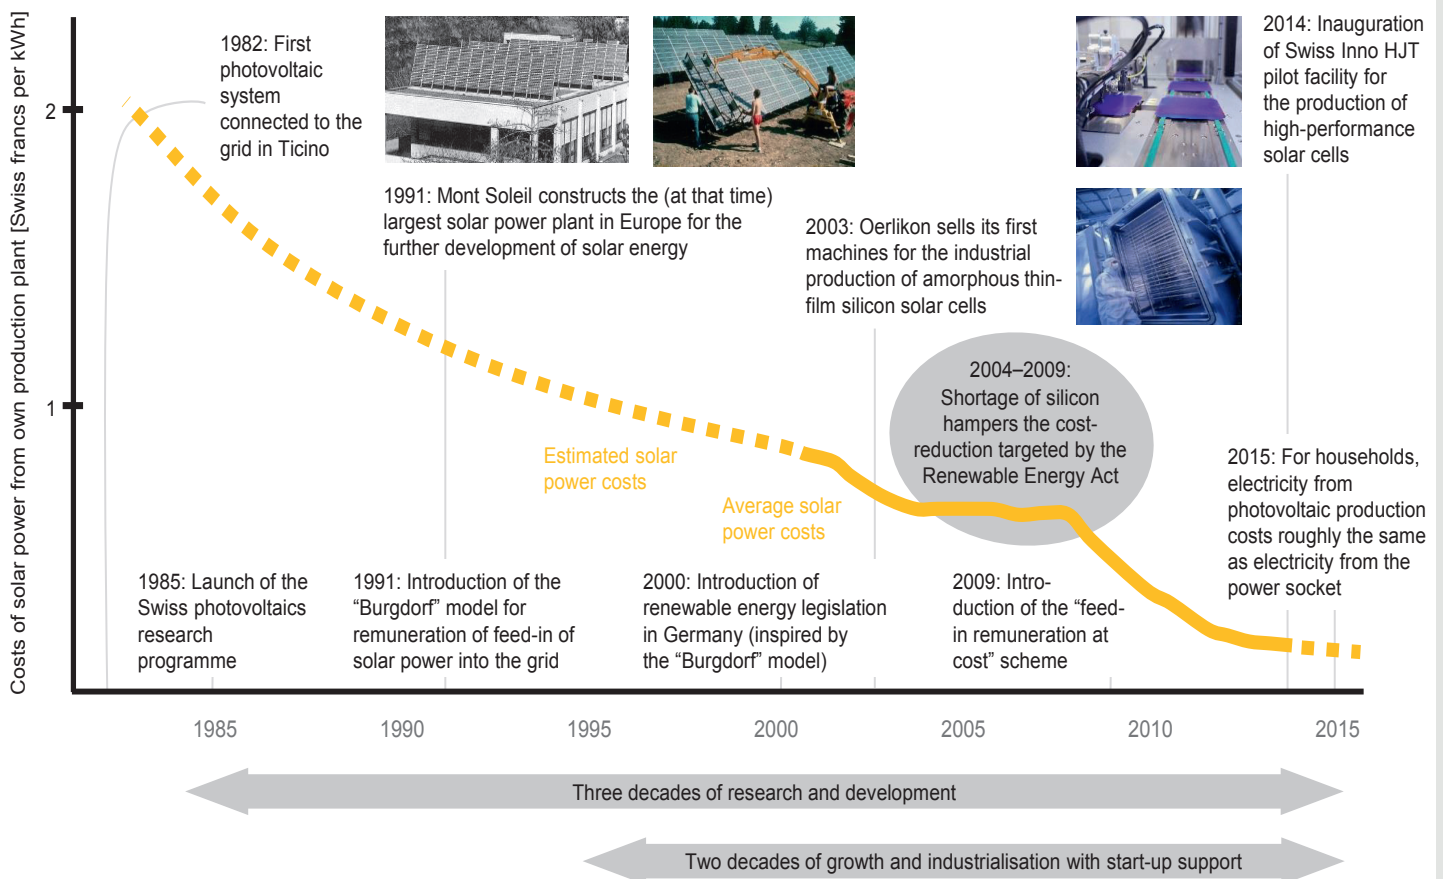 Costs of solar power from own production plant [Swiss francs per kWh]
2
1
1982: First
photovoltaic
system
connected to the
grid in Ticino
1991: Mont Soleil constructs the (at that time)
largest solar power plant in Europe for the
further development of solar energy
2003: Oerlikon sells its first
machines for the industrial
production of amorphous thin-
film silicon solar cells
2014: Inauguration
of Swiss Inno HJT
pilot facility for
the production of
high-performance
solar cells
2004–2009:
Shortage of silicon
hampers the cost-
reduction targeted by the
Renewable Energy Act
Estimated solar
power costs
Average solar
power costs
2015: For households,
electricity from
photovoltaic production
costs roughly the same
as electricity from the
power socket
1985: Launch of the
Swiss photovoltaics
research
programme
1991: Introduction of the
“Burgdorf” model for
remuneration of feed-in of
solar power into the grid
2000: Introduction of
renewable energy legislation
in Germany (inspired by
the “Burgdorf” model)
2009: Intro-
duction of the “feed-
in remuneration at
cost” scheme
1985
1990
1995
2000
2005
2010
2015
Three decades of research and development
Two decades of growth and industrialisation with start-up support